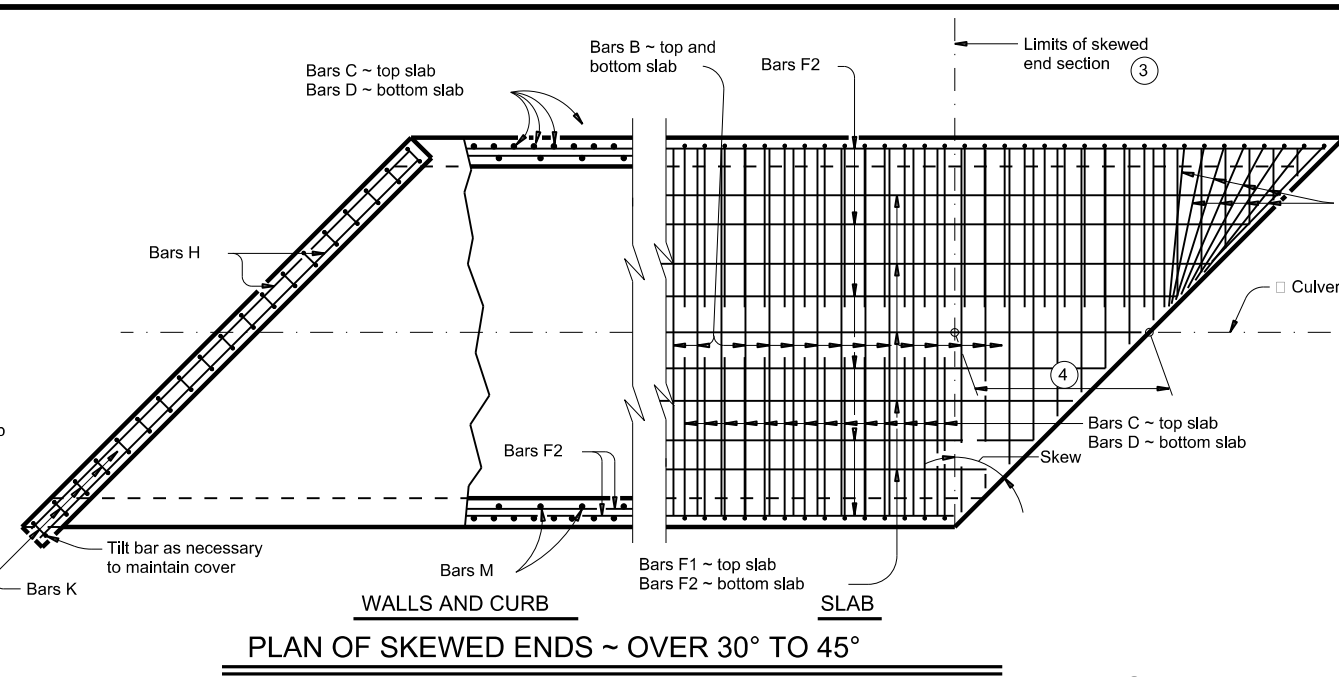 Limits of skewed
end section 3
Bars B ~ top and
bottom slab
Bars F2
Bars C ~ top slab
Bars D ~ bottom slab
Bars H
Culver
4
Bars C ~ top slab
Bars D ~ bottom slab
Skew
Bars F2
Tilt bar as necessary
to maintain cover
Bars K
Bars M
Bars F1 ~ top slab
Bars F2 ~ bottom slab
WALLS AND CURB
SLAB
PLAN OF SKEWED ENDS ~ OVER 30° TO 45°